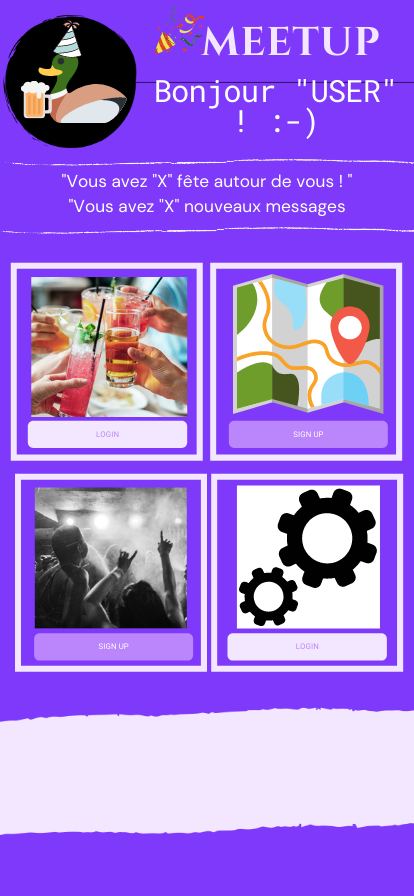 MEETUP
Bonjour "USER"
! :-)
"Vous avez "X" fête autour de vous ! "
"Vous avez "X" nouveaux messages
LOGIN
SIGN UP
SIGN UP
LOGIN